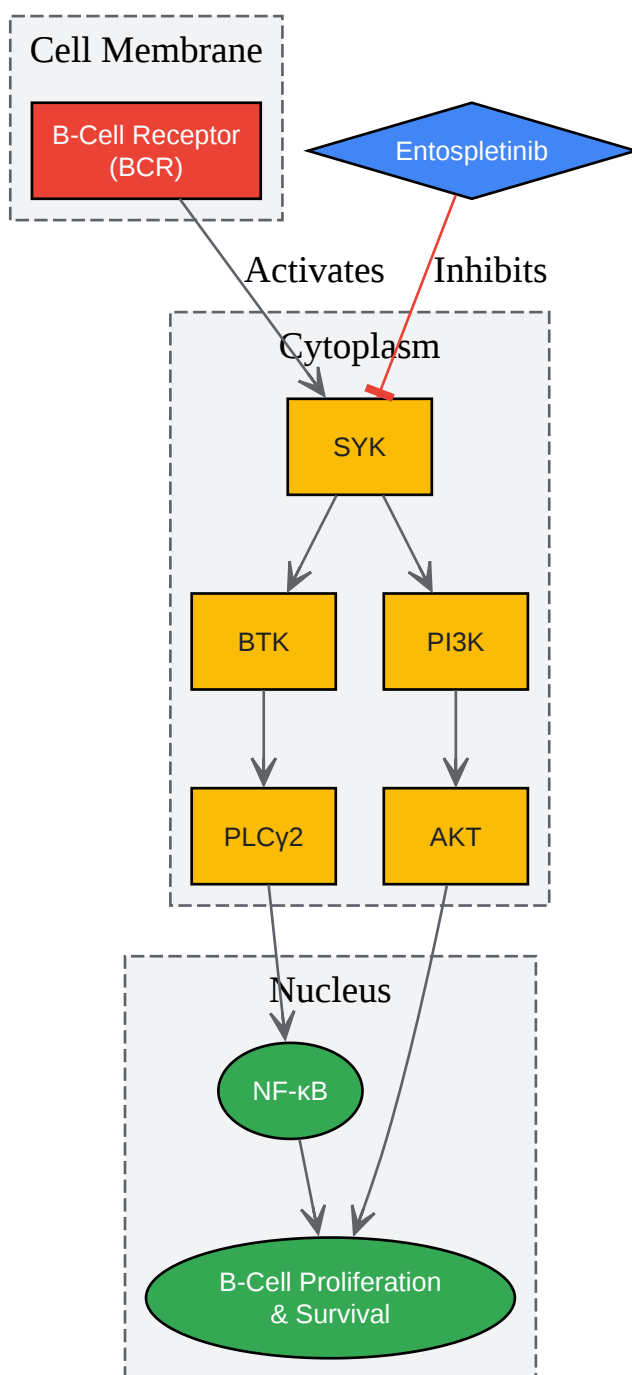 Cell Membrane
B-Cell Receptor
(BCR)
Entospletinib
Activates
Inhibits
Cytoplasm
SYK
BTK
PI3K
PLCγ2
AKT
Nucleus
NF-κB
B-Cell Proliferation
& Survival